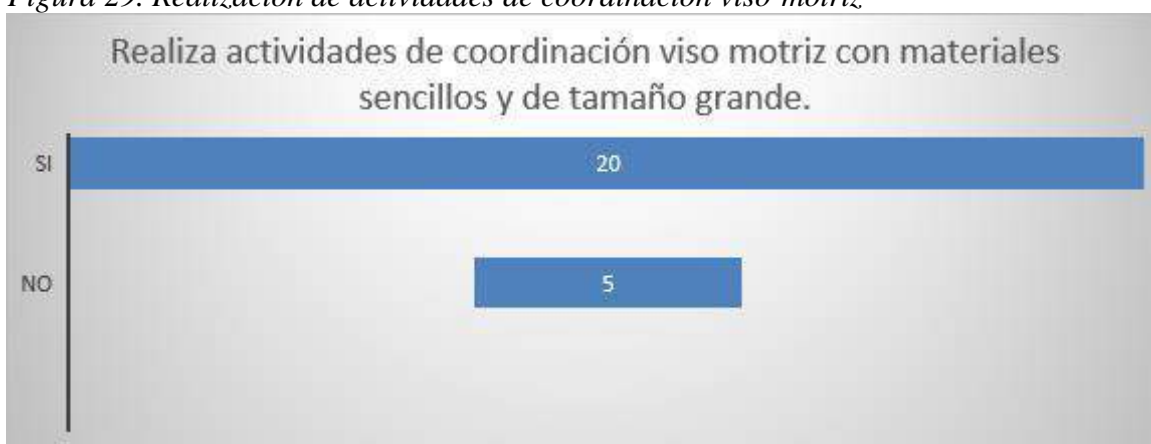 Figura 29. Realización de actividades de coordinación viso-motriz
Realiza actividades de coordinación viso motriz con materiales
sencillos y de tamaño grande.
SI
20
NO
5